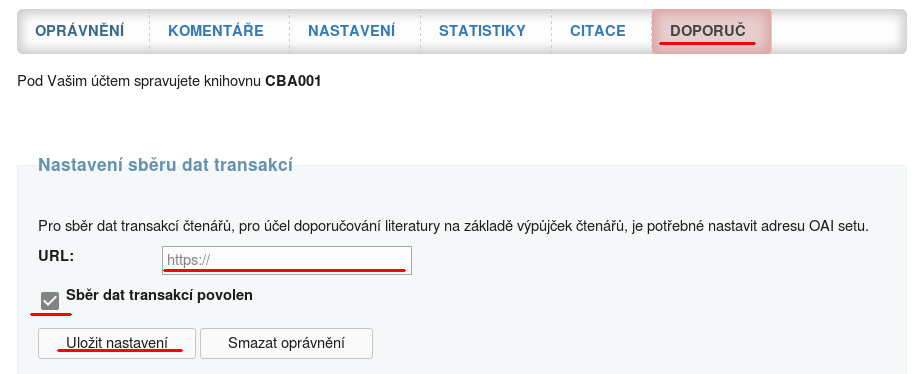 OPRÁVNĚNÍ KOMENTÁŘE NASTAVENÍ STATISTIKY CITACE DOPORUČ
Pod Vašim účtem spravujete knihovnu CBA001
Nastavení sběru dat transakcí
Pro sběr dat transakcí čtenářů, pro účel doporučování literatury na základě výpůjček čtenářů, je potřebné nastavit adresu OAI setu.
URL: https://
Sběr dat transakcí povolen
Uložit nastavení Smazat oprávnění